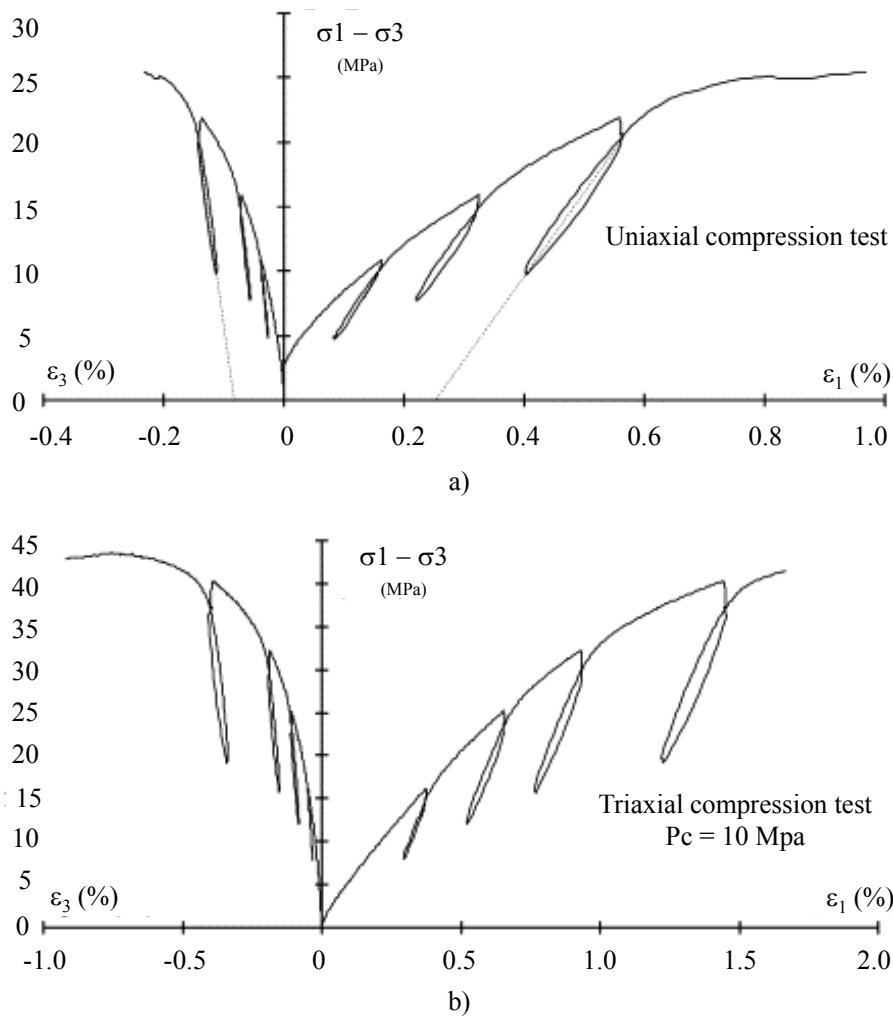 30
σ1 – σ3
(MPa)
25
20
15
Uniaxial compression test
10
5
ε3 (%)
ε1 (%)
0
-0.4
-0.2
0
0.2
0.4
0.6
0.8
1.0
a)
45
σ1 – σ3
(MPa)
40
35
30
25
20
15
Triaxial compression test
Pc = 10 Mpa
10
5
ε3 (%)
ε1 (%)
0
-1.0
-0.5
0
0.5
1.0
1.5
2.0
b)